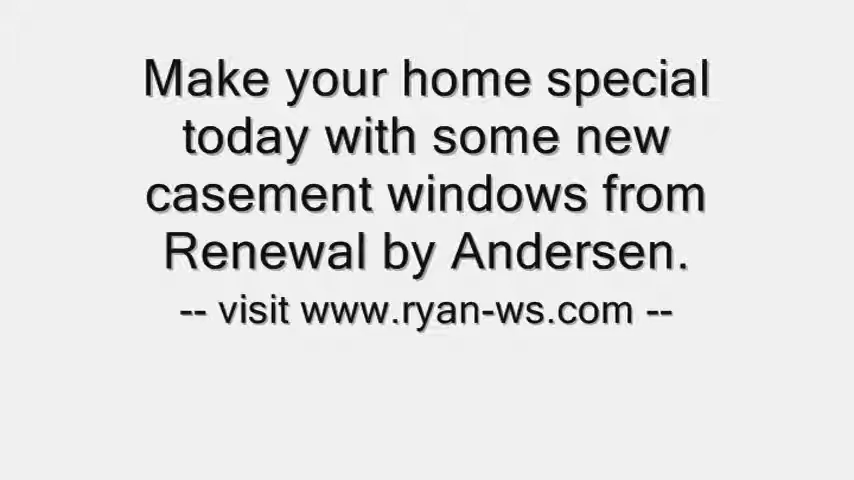 Make your home special
today with some new
casement windows from
Renewal by Andersen.
-- visit www.ryan-ws.com --